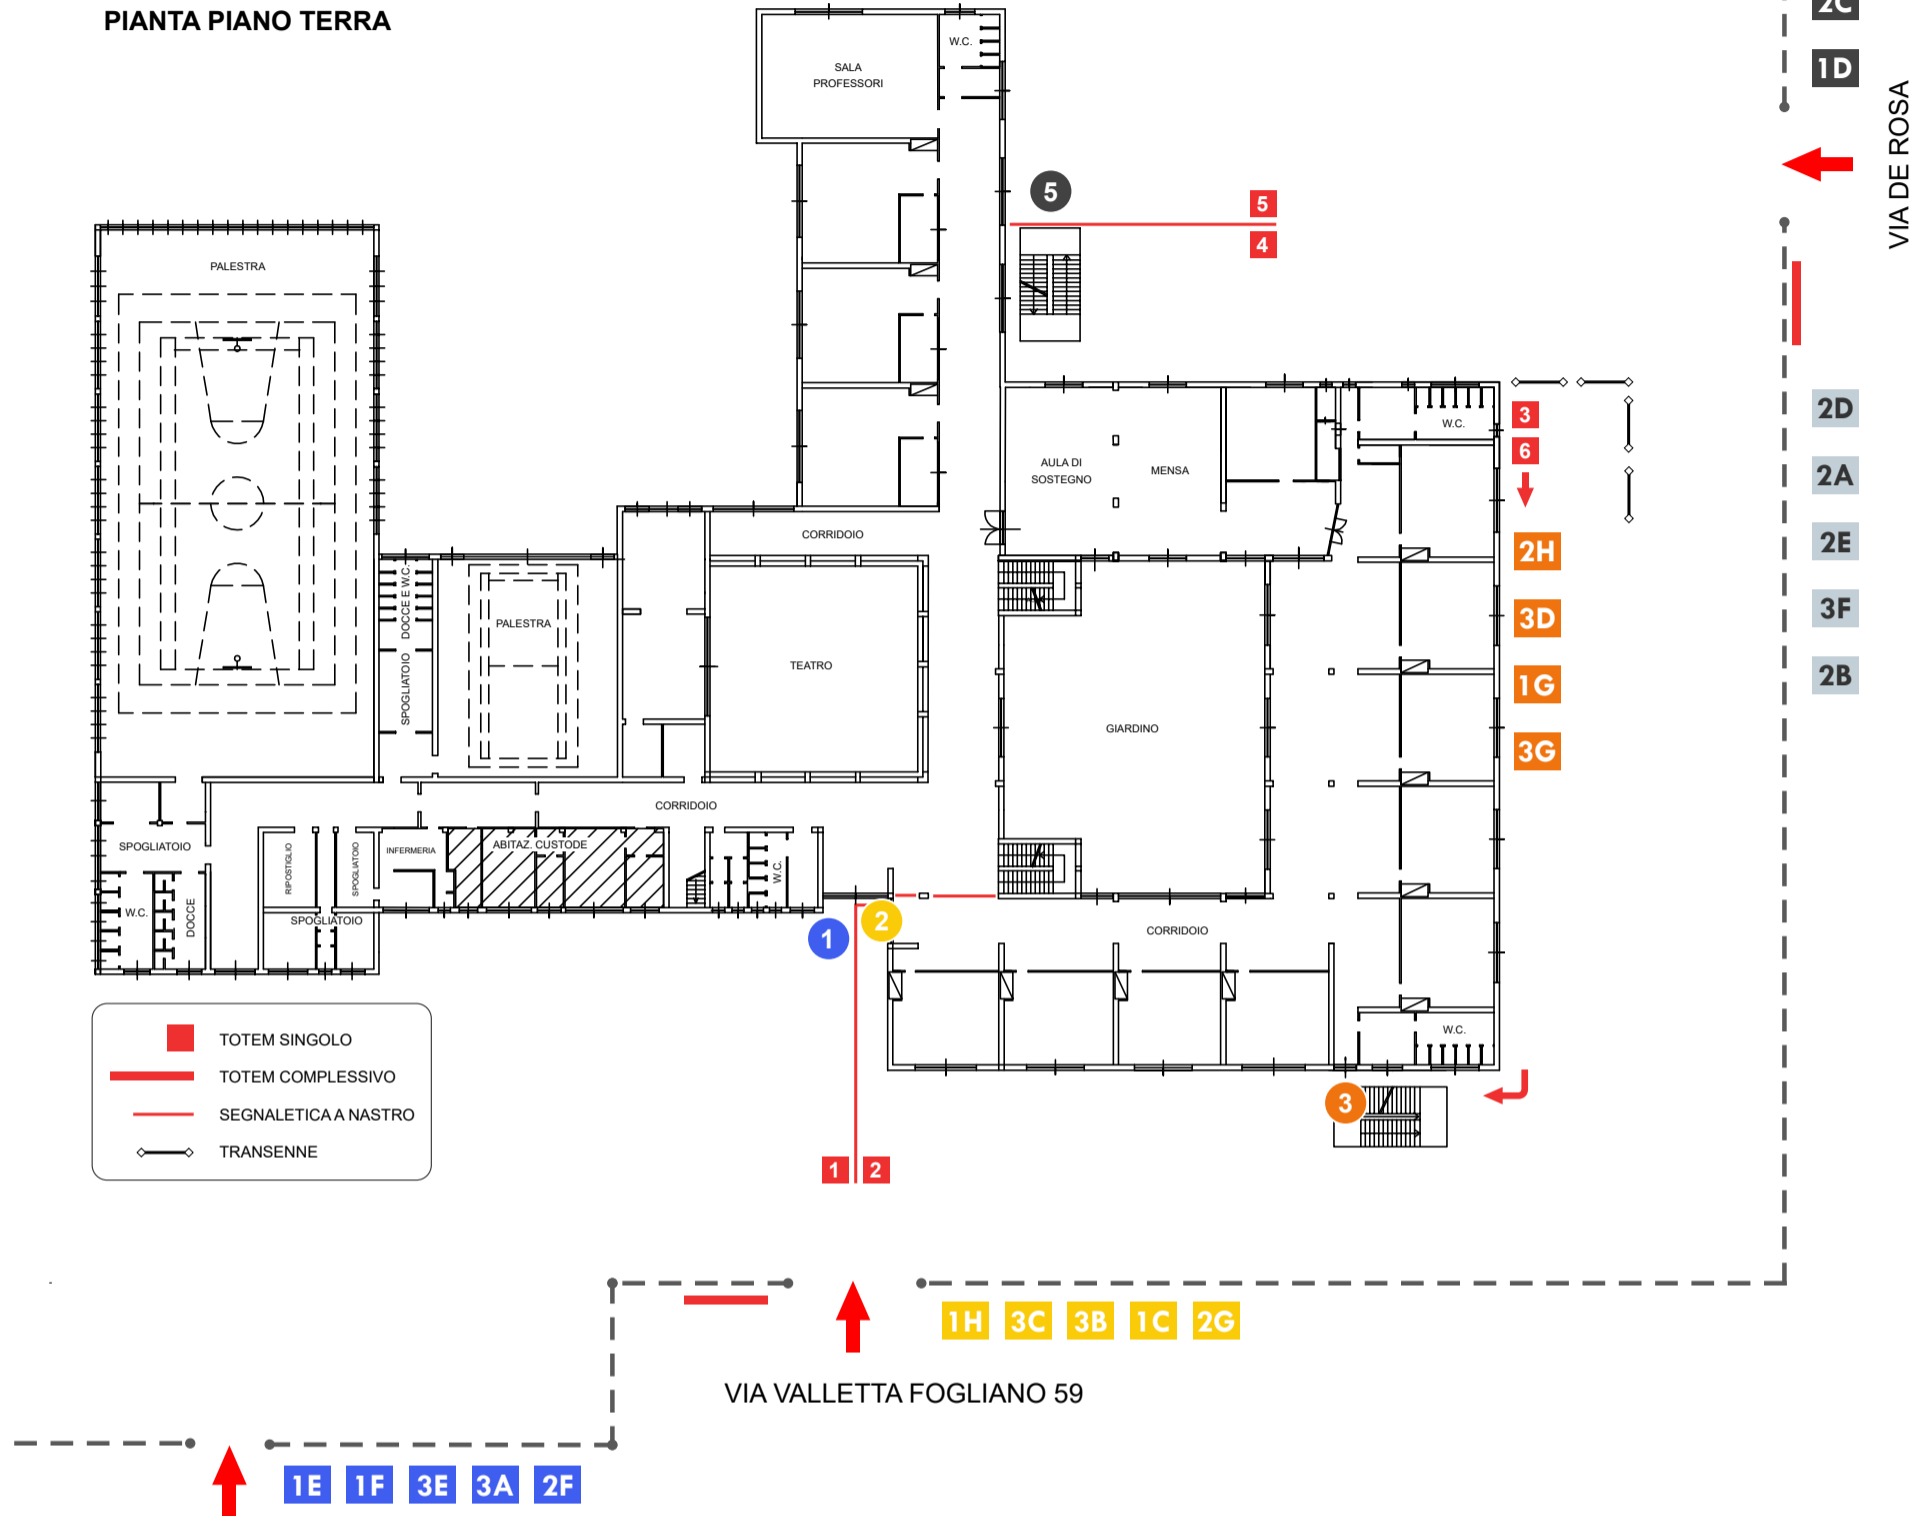 PIANTA PIANO TERRA
2C
1D
VIA DE ROSA
W.C.
SALA
PROFESSORI
5
5
4
PALESTRA
2D
2A
2E
3F
2B
W.C.
3
6
AULA DI
SOSTEGNO
MENSA
CORRIDOIO
2H
3D
1G
3G
DOCCE E W.C.
SPOGLIATOIO
PALESTRA
TEATRO
GIARDINO
CORRIDOIO
SPOGLIATOIO
RIPOSTIGLIO
SPOGLIATOIO
INFERMERIA
ABITAZ. CUSTODE
W.C.
W.C.
DOCCE
SPOGLIATOIO
1
2
CORRIDOIO
W.C.
TOTEM SINGOLO
TOTEM COMPLESSIVO
SEGNALETICA A NASTRO
TRANSENNE
3
1 2
1H 3C 3B 1C 2G
VIA VALLETTA FOGLIANO 59
1E 1F 3E 3A 2F